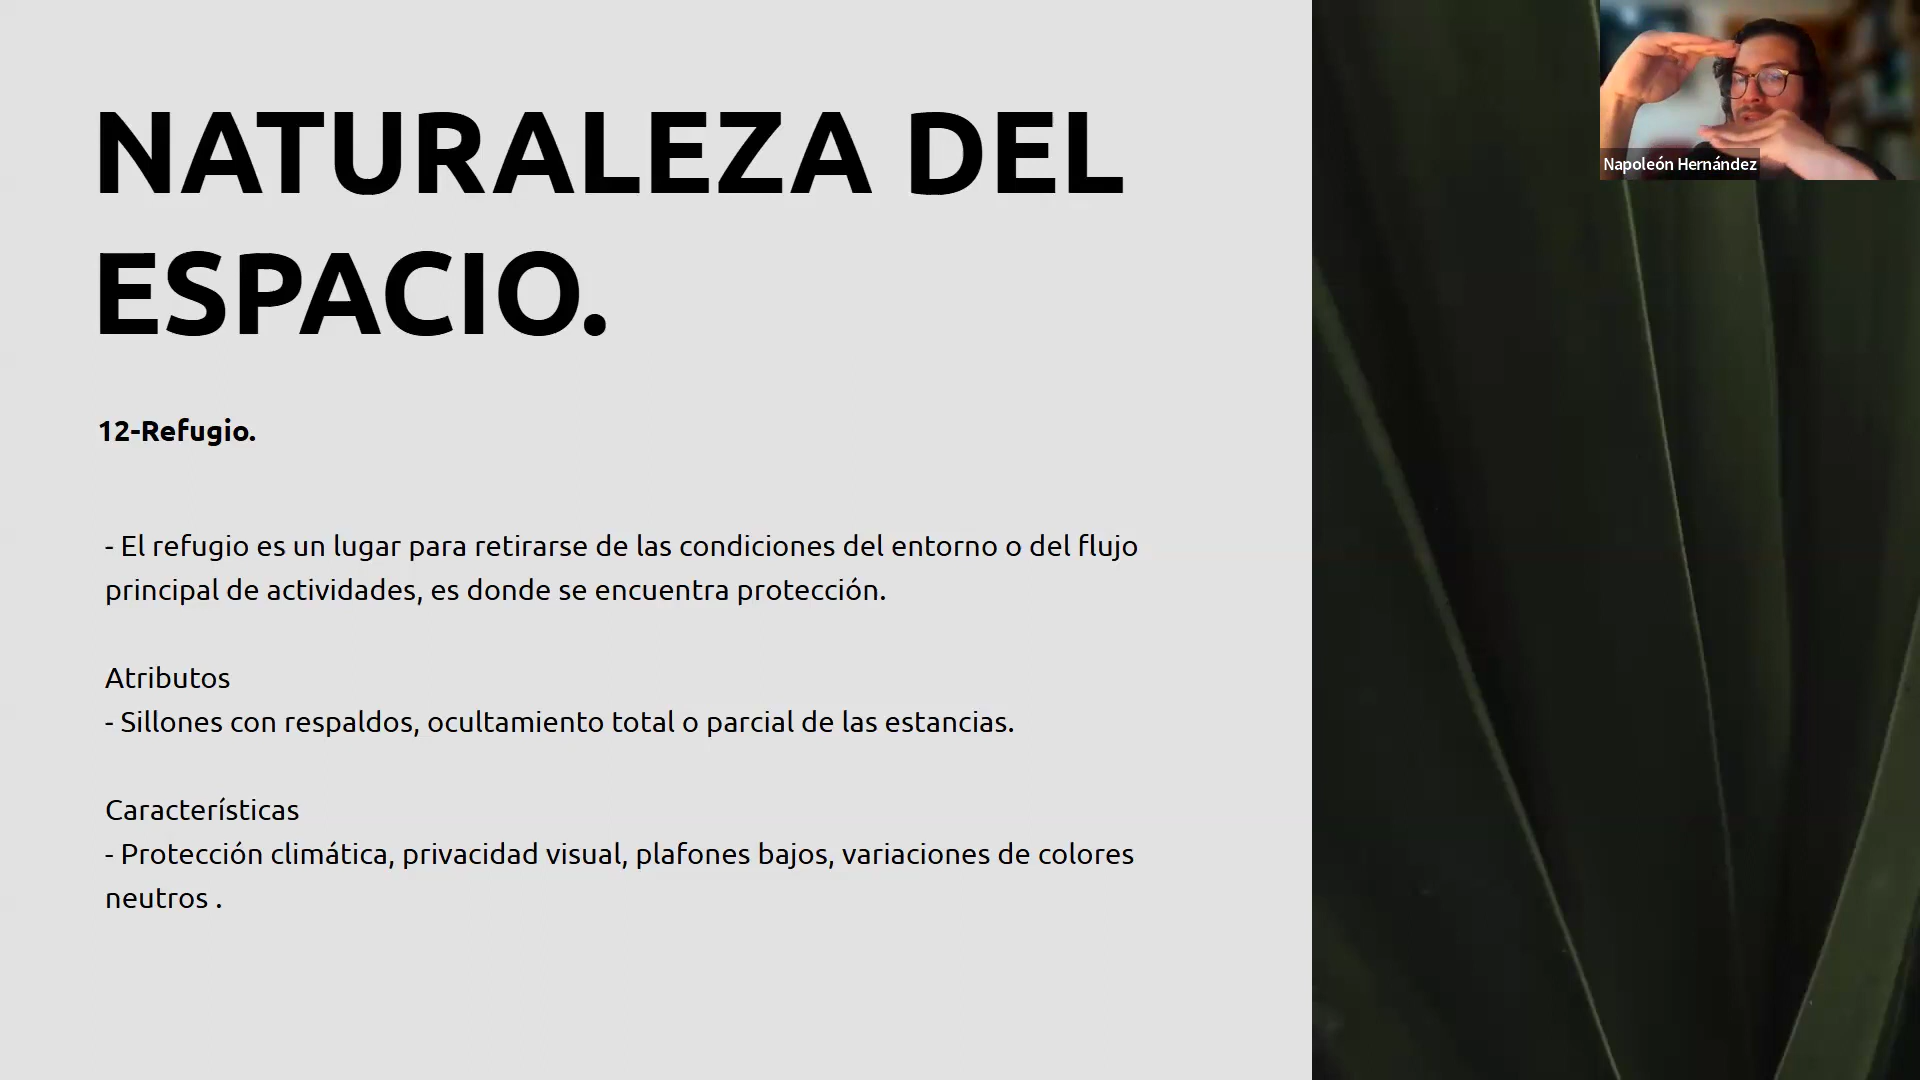 NATURALEZA DEL
ESPACIO.
12-Refugio.
- El refugio es un lugar para retirarse de las condiciones del entorno o del flujo
principal de actividades, es donde se encuentra protección.
Atributos
- Sillones con respaldos, ocultamiento total o parcial de las estancias.
Características
- Protección climática, privacidad visual, plafones bajos, variaciones de colores
neutros .
Napoleón Hernández